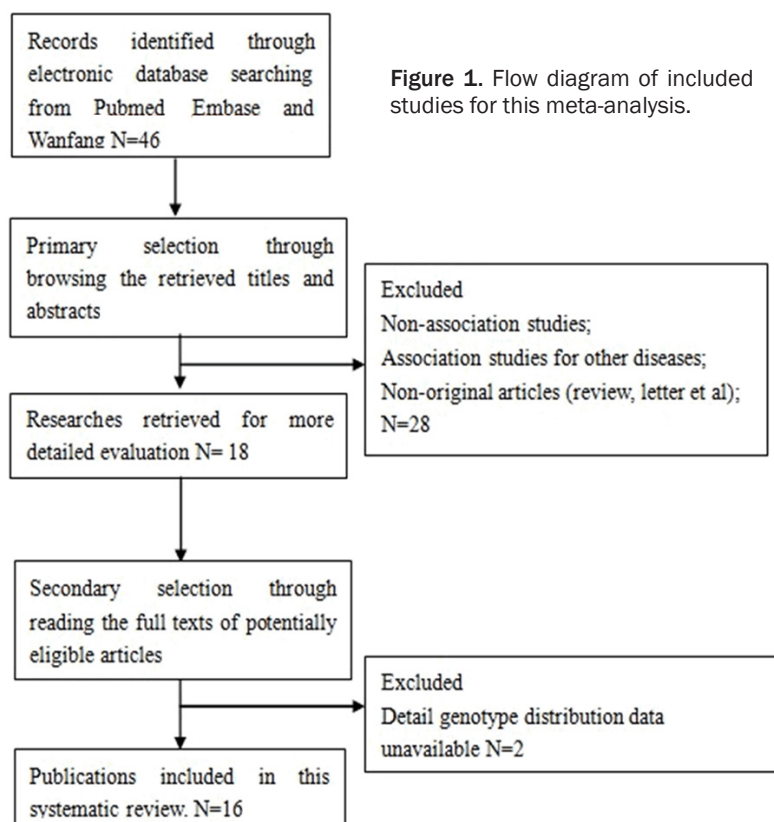 Records identified through
electronic database searching
from Pubmed Embase and
Wanfang N=46
Figure 1. Flow diagram of included
studies for this meta-analysis.
Primary selection through
browsing the retrieved titles and
abstracts
Excluded
Non-association studies;
Association studies for other diseases;
Non-original articles (review, letter et al);
N=28
Researches retrieved for more
detailed evaluation N= 18
Secondary selection through
reading the full texts of potentially
eligible articles
Excluded
Detail genotype distribution data
unavailable N=2
Publications included in this
systematic review. N=16